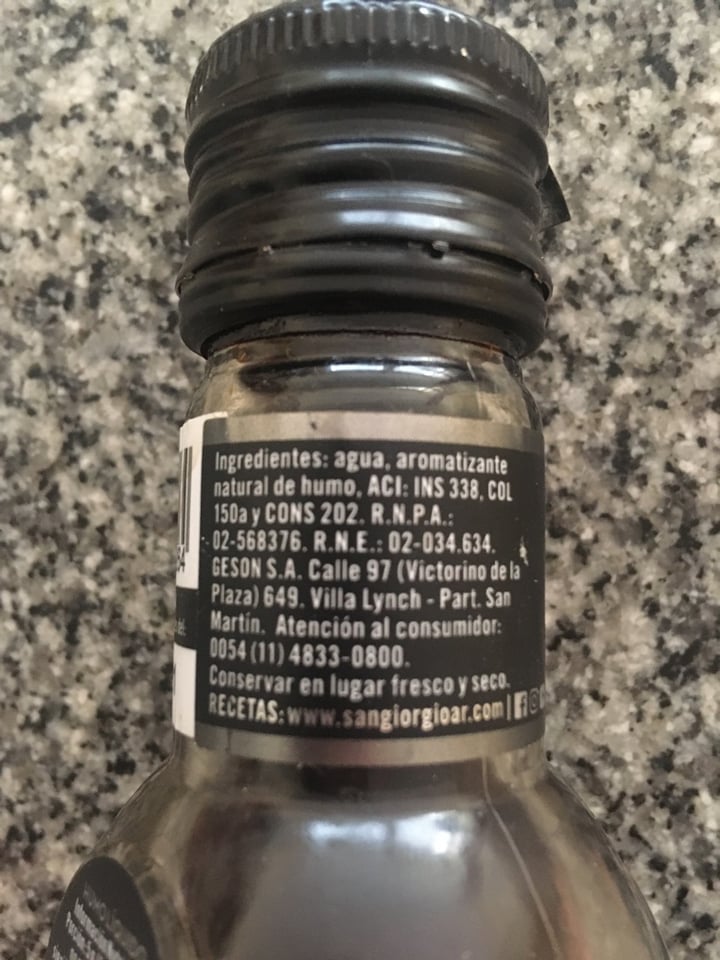 Ingredientes: agua, aromatizante
natural de humo, ACI: INS 338, COL
150a y CONS 202. R.N.P.A.:
02-568376. R.N.E.: 02-034.634.
GESON S.A. Calle 97 (Victorino de la
Plaza) 649. Villa Lynch - Part. San
Martín. Atención al consumidor:
0054 (11) 4833-0800.
Conservar en lugar fresco y seco.
RECETAS: www.sangiorgioar.com |